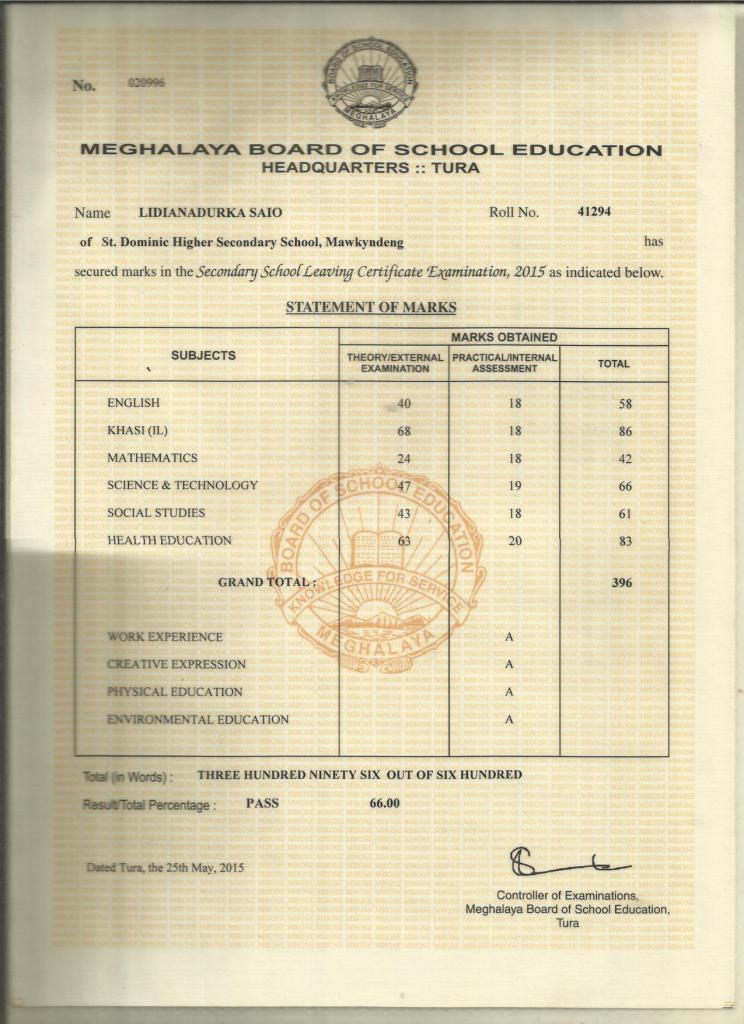 BOARD OF SCHOOL EDUCATION
KNOWLEDGE FOR SERVICE
MEGHALAYA
No. 020996
MEGHALAYA BOARD OF SCHOOL EDUCATION
HEADQUARTERS :: TURA
Name LIDIANADURKA SAIO Roll No. 41294
of St. Dominic Higher Secondary School, Mawkyndeng has
secured marks in the Secondary School Leaving Certificate Examination, 2015 as indicated below.
STATEMENT OF MARKS
MARKS OBTAINED
SUBJECTS THEORY/EXTERNAL EXAMINATION PRACTICAL/INTERNAL ASSESSMENT TOTAL
ENGLISH 40 18 58
KHASI (IL) 68 18 86
MATHEMATICS 24 18 42
SCIENCE & TECHNOLOGY 47 19 66
SOCIAL STUDIES 43 18 61
HEALTH EDUCATION 63 20 83
GRAND TOTAL : 396
BOARD OF SCHOOL EDUCATION
KNOWLEDGE FOR SERVICE
MEGHALAYA
WORK EXPERIENCE A
CREATIVE EXPRESSION A
PHYSICAL EDUCATION A
ENVIRONMENTAL EDUCATION A
Total (in Words) : THREE HUNDRED NINETY SIX OUT OF SIX HUNDRED
Result/Total Percentage : PASS 66.00
Dated Tura, the 25th May, 2015
Controller of Examinations,
Meghalaya Board of School Education,
Tura